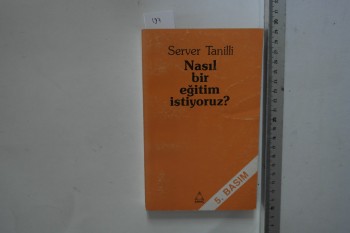 Server Tanilli
Nasıl
bir
eğitim
istiyoruz?
5. BASIM